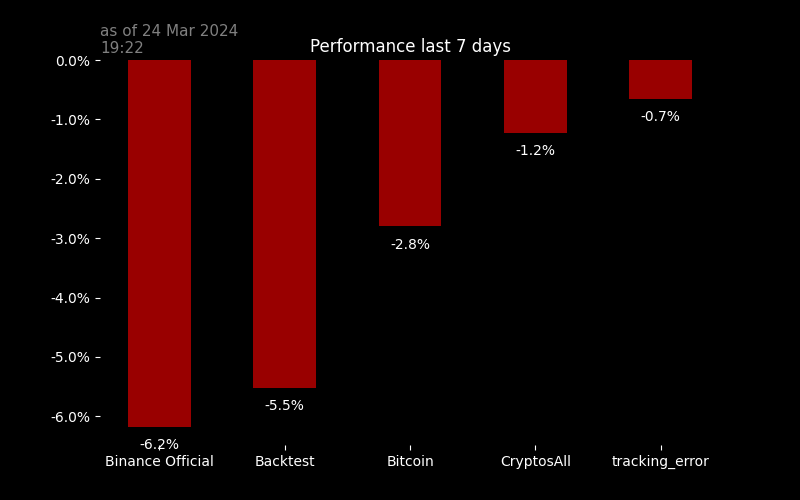 as of 24 Mar 2024
19:22
Performance last 7 days
0.0%
-1.0%
-2.0%
-3.0%
-4.0%
-5.0%
-6.0%
-6.2%
-5.5%
-2.8%
-1.2%
-0.7%
Binance Official
Backtest
Bitcoin
CryptosAll
tracking_error